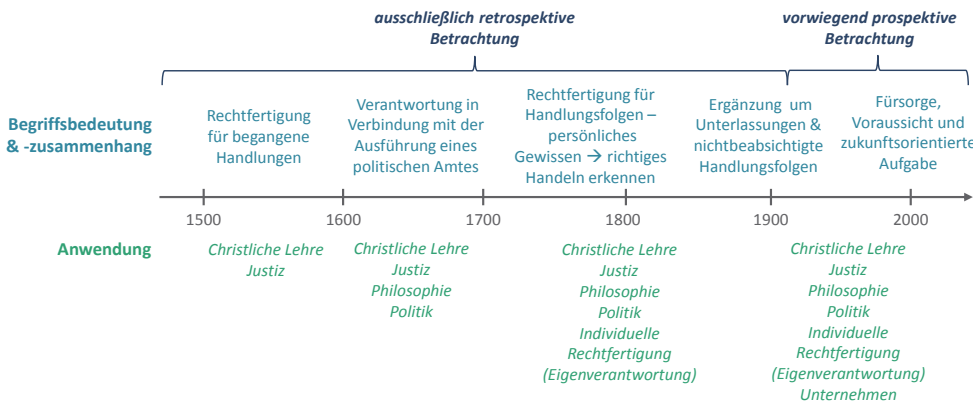 ausschließlich retrospektive
Betrachtung
vorwiegend prospektive
Betrachtung
Begriffsbedeutung
& -zusammenhang
Rechtfertigung
für begangene
Handlungen
Verantwortung in
Verbindung mit der
Ausführung eines
politischen Amtes
Rechtfertigung für
Handlungsfolgen –
persönliches
Gewissen → richtiges
Handeln erkennen
Ergänzung um
Unterlassungen &
nichtbeabsichtigte
Handlungsfolgen
Fürsorge,
Voraussicht und
zukunftsorientierte
Aufgabe
1500 1600 1700 1800 1900 2000
Anwendung
Christliche Lehre
Justiz
Christliche Lehre
Justiz
Philosophie
Politik
Christliche Lehre
Justiz
Philosophie
Politik
Individuelle
Rechtfertigung
(Eigenverantwortung)
Christliche Lehre
Justiz
Philosophie
Politik
Individuelle
Rechtfertigung
(Eigenverantwortung)
Unternehmen